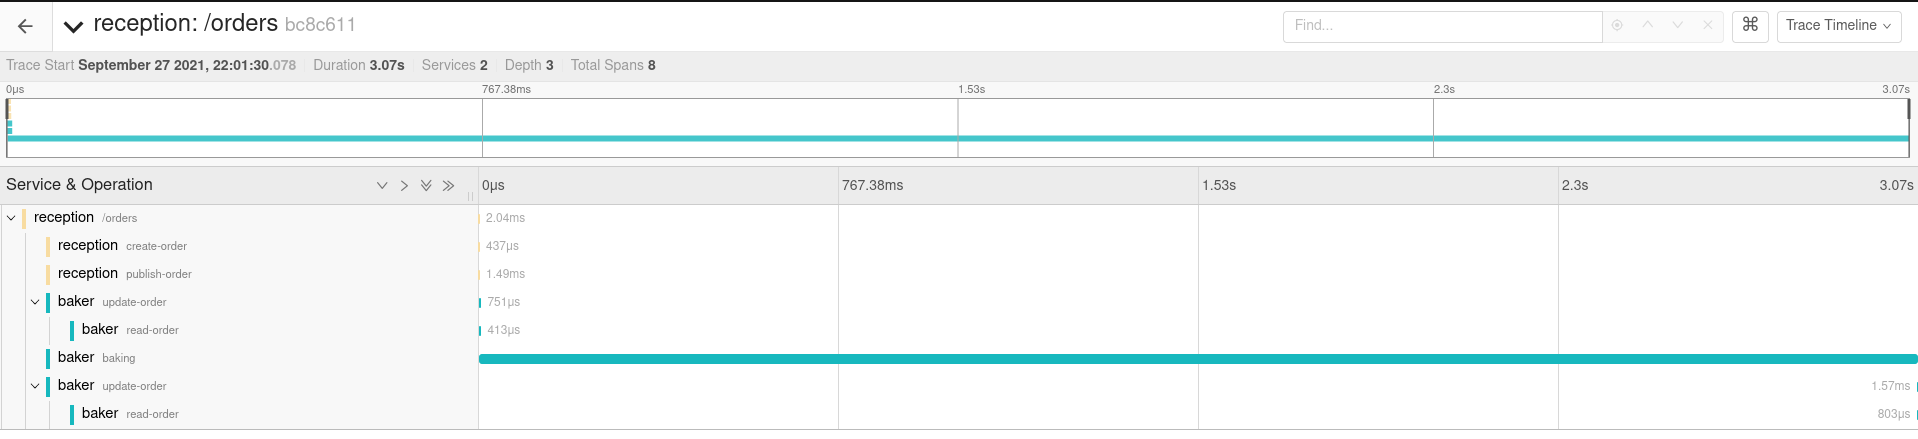 reception: /orders bc8c611
Find...
⌘
Trace Timeline
Trace Start September 27 2021, 22:01:30.078 Duration 3.07s Services 2 Depth 3 Total Spans 8
0µs 767.38ms 1.53s 2.3s 3.07s
Service & Operation 0µs 767.38ms 1.53s 2.3s 3.07s
reception /orders 2.04ms
reception create-order 437µs
reception publish-order 1.49ms
baker update-order 751µs
baker read-order 413µs
baker baking
baker update-order 1.57ms
baker read-order 803µs